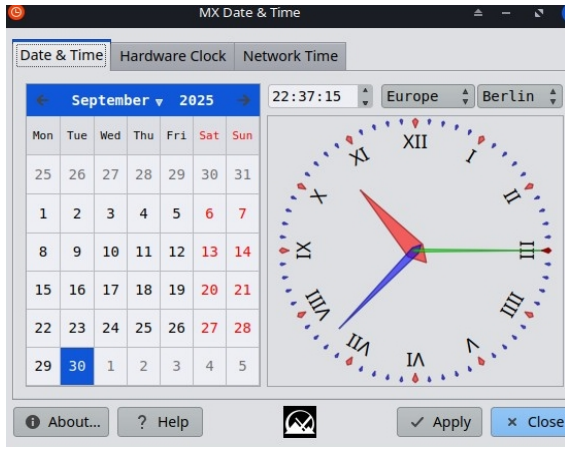 MX Date & Time
Date & Time Hardware Clock Network Time
September 2025
22:37:15 Europe Berlin
Mon Tue Wed Thu Fri Sat Sun
25 26 27 28 29 30 31
1 2 3 4 5 6 7
8 9 10 11 12 13 14
15 16 17 18 19 20 21
22 23 24 25 26 27 28
29 30 1 2 3 4 5
XII
I
II
III
IIII
V
VI
VII
VIII
IX
X
XI
About... ? Help Apply Close